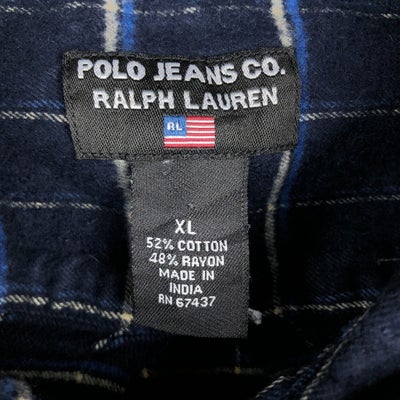 POLO JEANS CO.
RALPH LAUREN
RL
XL
52% COTTON
48% RAYON
MADE IN
INDIA
RN 67437